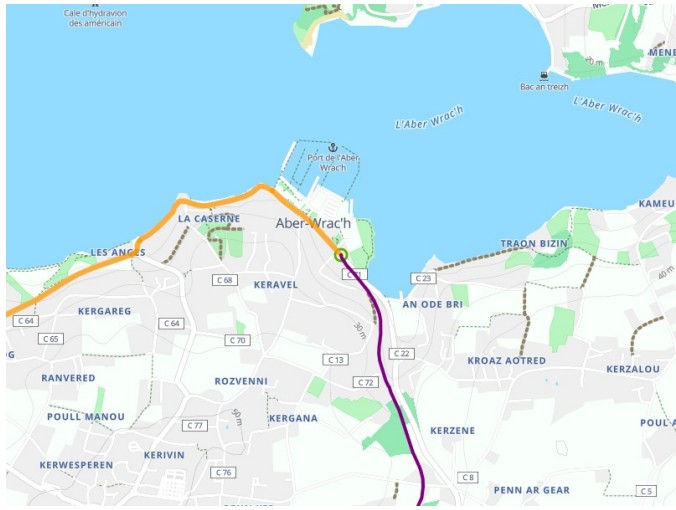 Cale d'hydravion
des américain
MENE
Bac an treizh
L'Aber Wrac'h
L'Aber Wrac'h
Port de l'Aber
Wrac'h
KAMEU
LA CASERNE
Aber-Wrac'h
TRAON BIZIN
LES ANGES
40 m
C 68
KERAVEL
C 23
AN ODE BRI
KERGAREG
C 64
C 64
30 m
C 65
C 70
C 13
C 22
KROAZ AOTRED
KERZALOU
RANVERED
ROZVENNI
C 72
POULL MANOU
50 m
KERGANA
C 77
KERZENE
POUL A
KERIVIN
KERWESPEREN
C 76
C 8
PENN AR GEAR
C 5